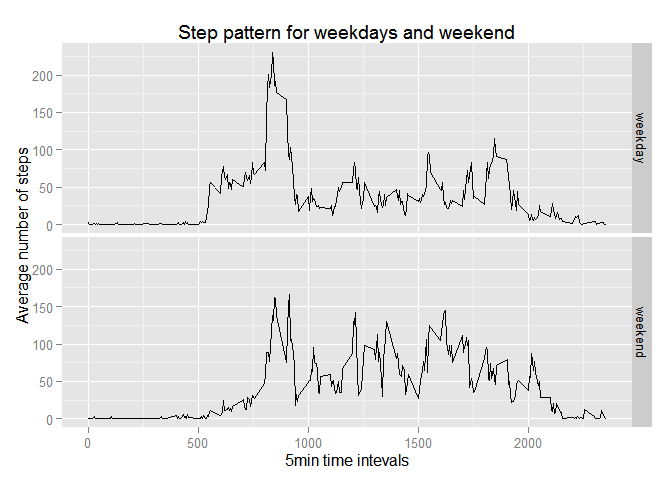 Step pattern for weekdays and weekend
Average number of steps
200
150
100
50
0
weekday
200
150
100
50
0
weekend
0 500 1000 1500 2000
5min time intevals